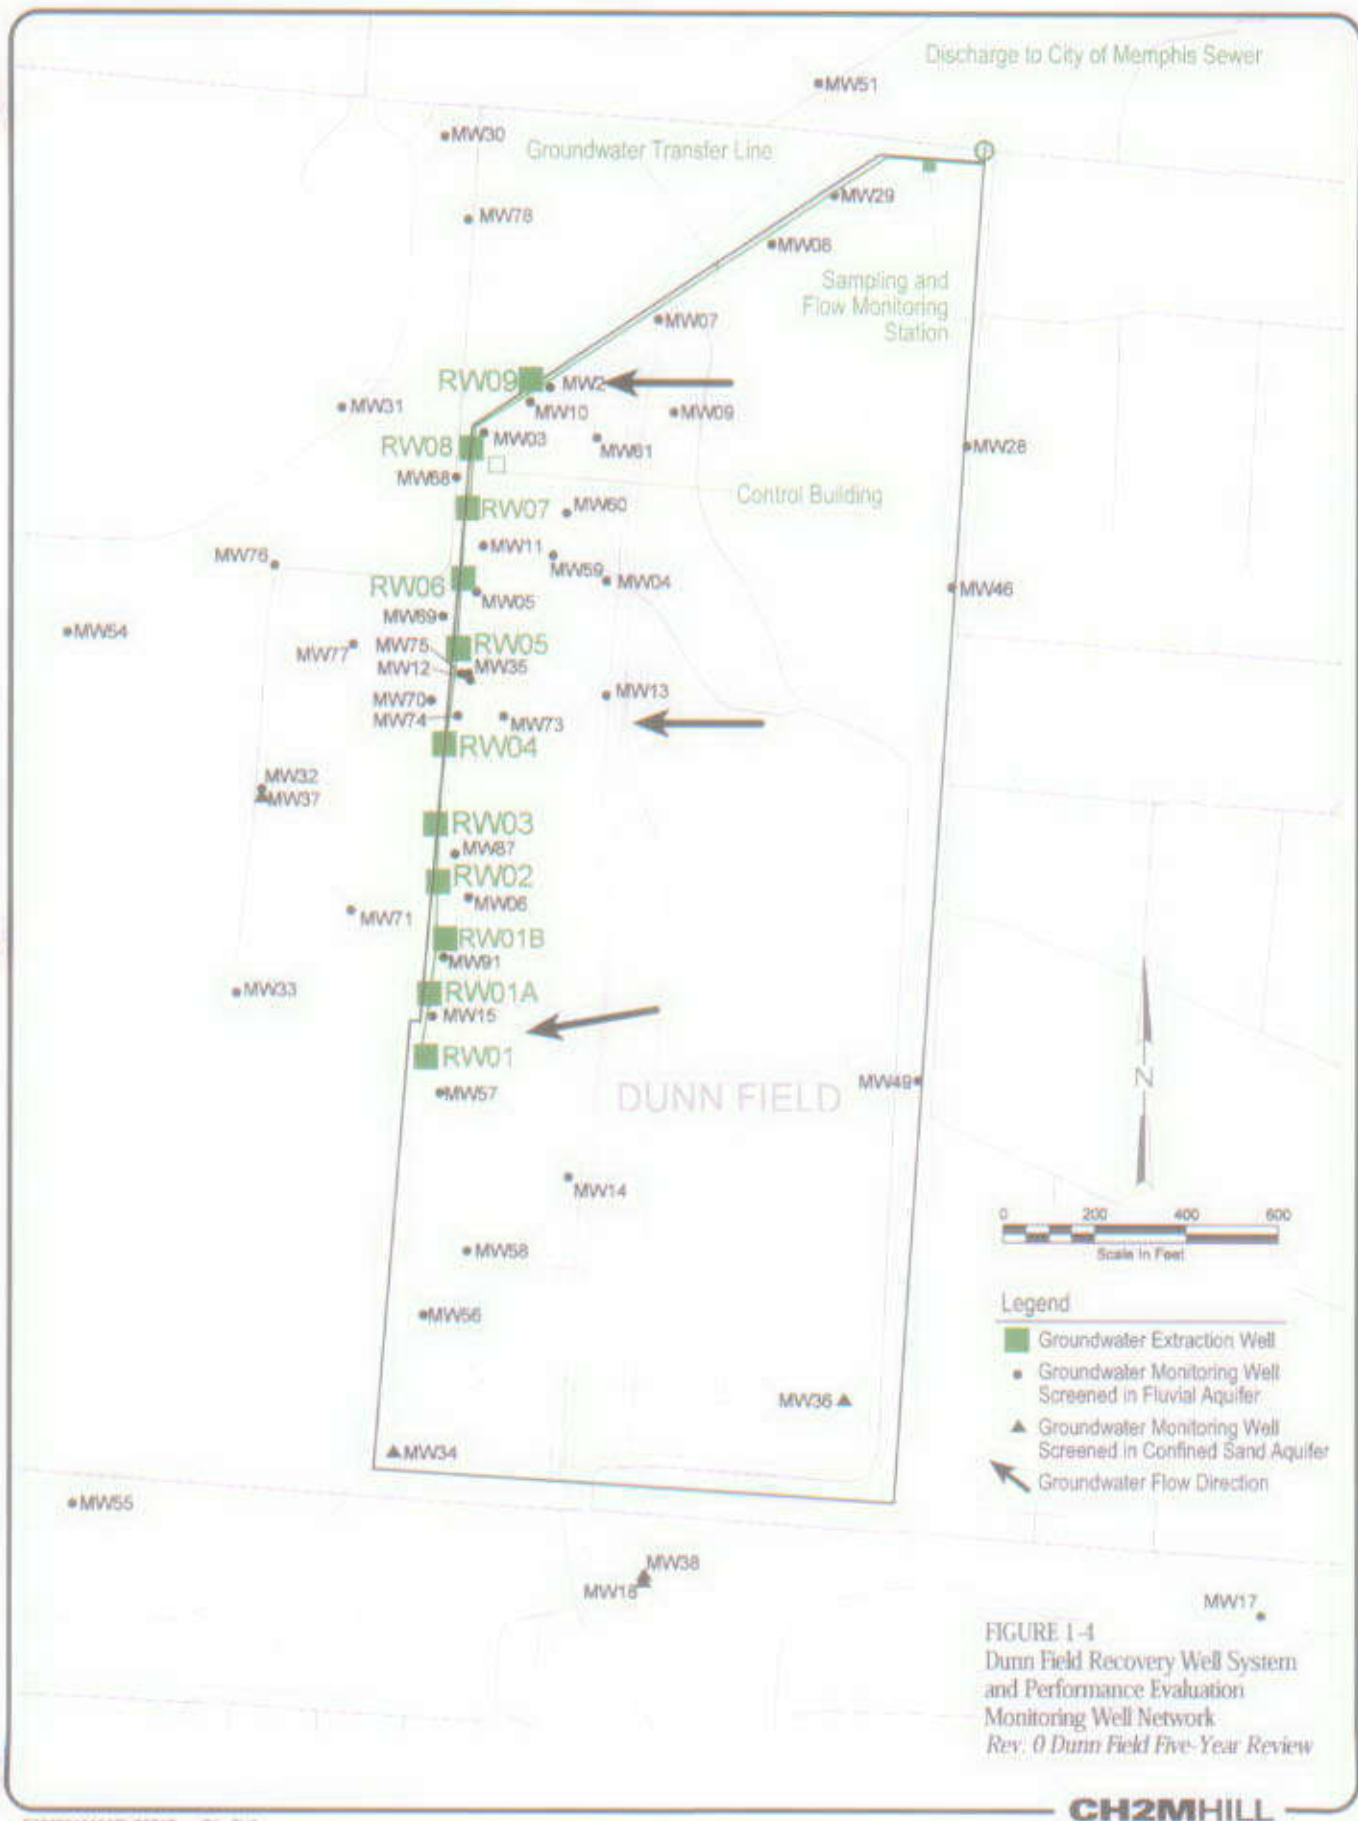 Discharge to City of Memphis Sewer
MW51
MW30
Groundwater Transfer Line
MW29
MW78
MW08
Sampling and
Flow Monitoring
Station
MW07
RW09
MW2
MW31
MW10
MW09
MW03
MW61
RW08
MW28
MW68
Control Building
RW07
MW60
MW11
MW76
MW59
MW04
RW06
MW46
MW05
MW69
MW54
MW75
RW05
MW77
MW12
MW35
MW70
MW13
MW74
MW73
RW04
MW32
MW37
RW03
MW87
RW02
MW06
MW71
RW01B
MW91
MW33
RW01A
MW15
RW01
MW49
MW57
DUNN FIELD
N
MW14
0 200 400 600
Scale In Feet
MW58
MW56
Legend
Groundwater Extraction Well
Groundwater Monitoring Well
Screened in Fluvial Aquifer
Groundwater Monitoring Well
Screened in Confined Sand Aquifer
Groundwater Flow Direction
MW36
MW34
MW55
MW38
MW18
MW17
FIGURE 1-4
Dunn Field Recovery Well System
and Performance Evaluation
Monitoring Well Network
Rev. 0 Dunn Field Five-Year Review
CH2MHILL